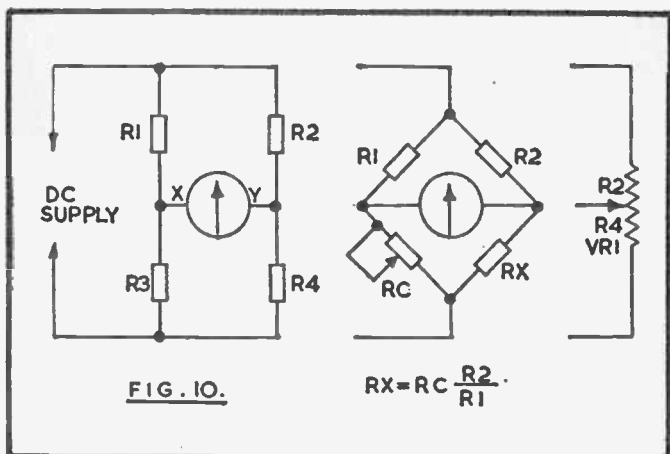 R1
R2
X
Y
DC
SUPPLY
R3
R4
R1
R2
RC
RX
R2
R4
VR1
FIG. 10.
RX = RC R2/R1.